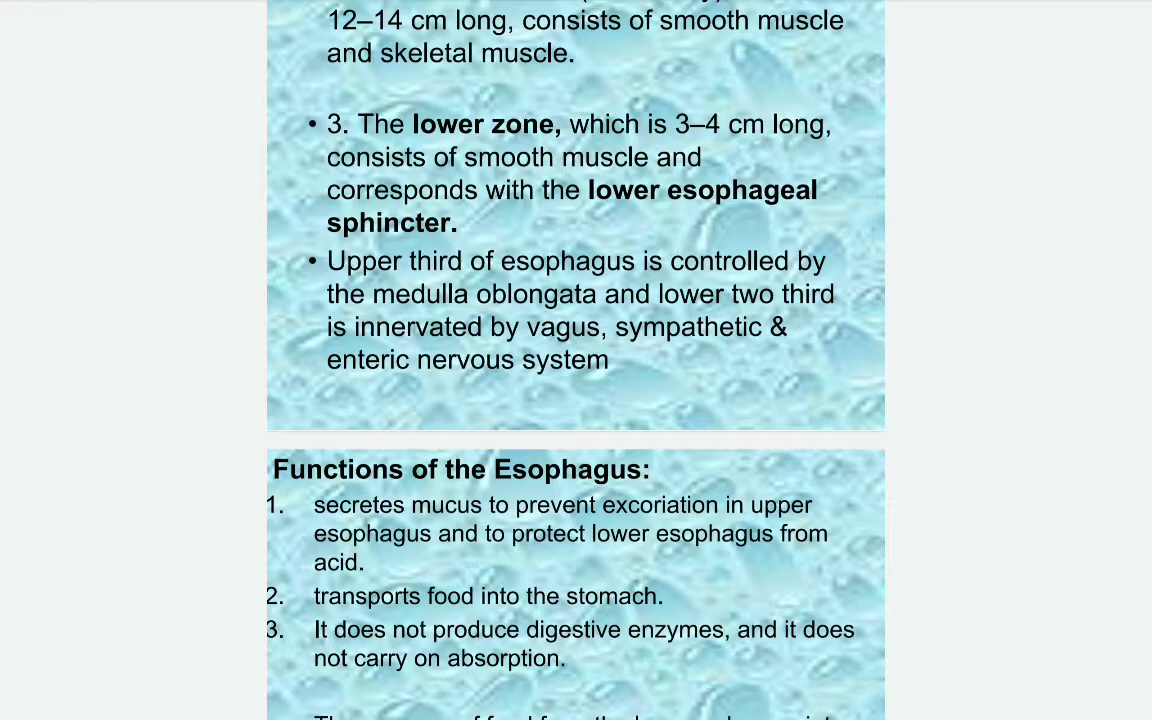 12–14 cm long, consists of smooth muscle
and skeletal muscle.
• 3. The lower zone, which is 3–4 cm long,
consists of smooth muscle and
corresponds with the lower esophageal
sphincter.
• Upper third of esophagus is controlled by
the medulla oblongata and lower two third
is innervated by vagus, sympathetic &
enteric nervous system
Functions of the Esophagus:
1. secretes mucus to prevent excoriation in upper
esophagus and to protect lower esophagus from
acid.
2. transports food into the stomach.
3. It does not produce digestive enzymes, and it does
not carry on absorption.